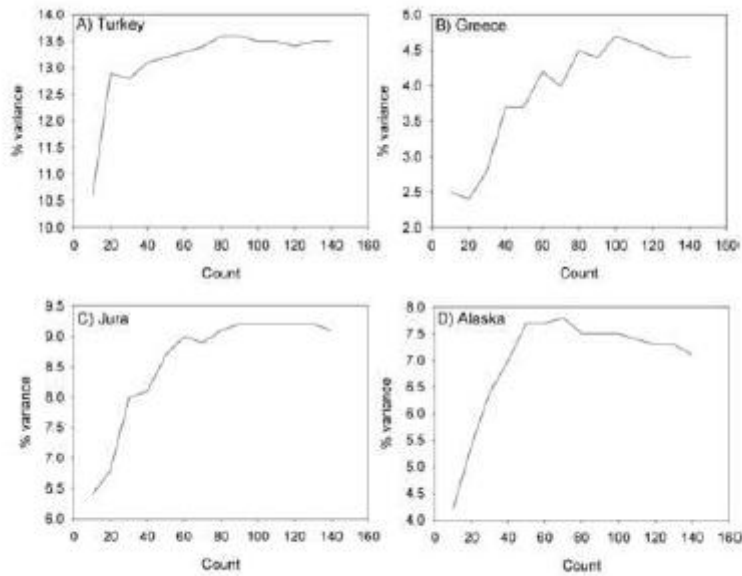 A) Turkey
% variance
14.0
13.5
13.0
12.5
12.0
11.5
11.0
10.5
10.0
0 20 40 60 80 100 120 140 160
Count
B) Greece
% variance
5.0
4.5
4.0
3.5
3.0
2.5
2.0
0 20 40 60 80 100 120 140 160
Count
C) Jura
% variance
9.5
9.0
8.5
8.0
7.5
7.0
6.5
6.0
0 20 40 60 80 100 120 140 160
Count
D) Alaska
% variance
8.0
7.5
7.0
6.5
6.0
5.5
5.0
4.5
4.0
0 20 40 60 80 100 120 140 160
Count